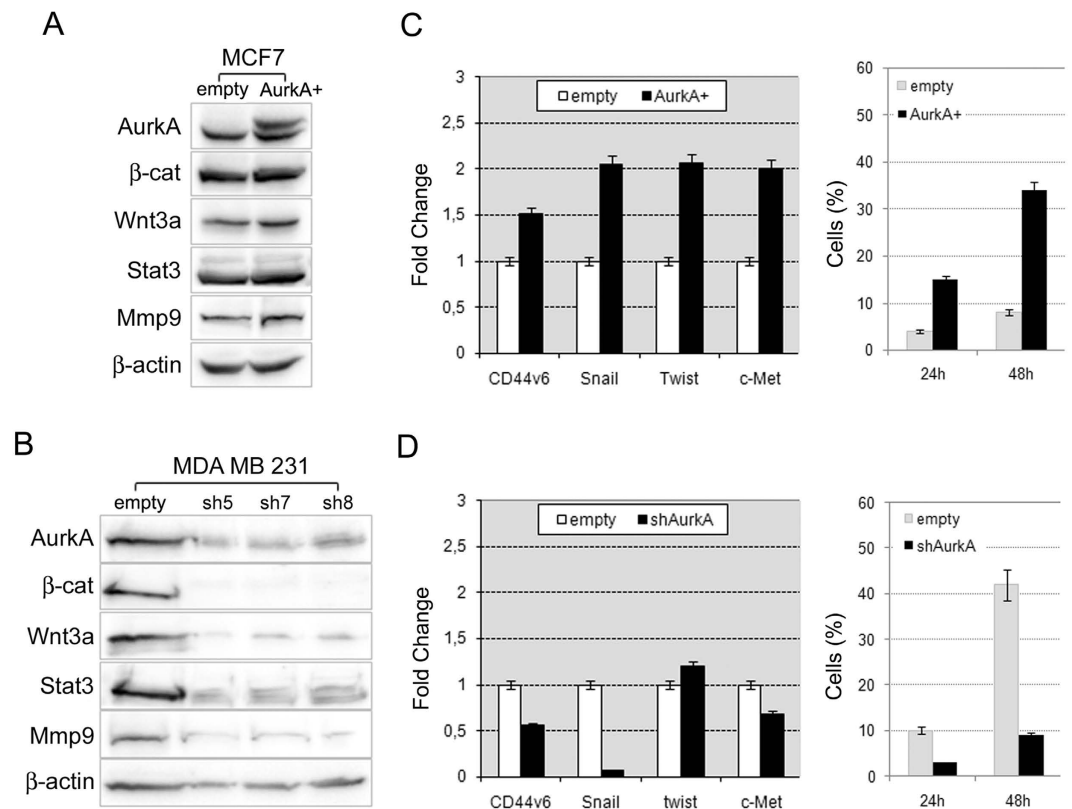 A
MCF7
empty AurkA+
AurkA
β-cat
Wnt3a
Stat3
Mmp9
β-actin
B
MDA MB 231
empty sh5 sh7 sh8
AurkA
β-cat
Wnt3a
Stat3
Mmp9
β-actin
C
Fold Change
3
2,5
2
1,5
1
0,5
0
empty AurkA+
CD44v6 Snail Twist c-Met
Cells (%)
60
50
40
30
20
10
0
empty
AurkA+
24h 48h
D
Fold Change
3
2,5
2
1,5
1
0,5
0
empty shAurkA
CD44v6 Snail twist c-Met
Cells (%)
60
50
40
30
20
10
0
empty
shAurkA
24h 48h